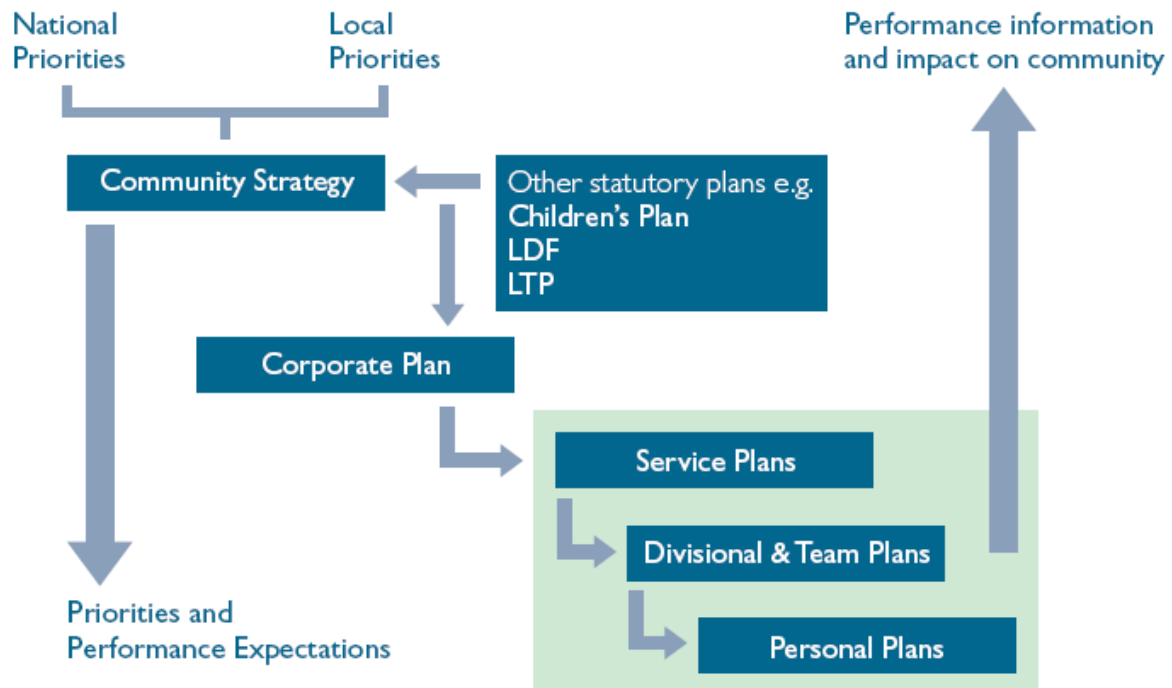 National
Priorities
Local
Priorities
Performance information
and impact on community
Community Strategy
Other statutory plans e.g.
Children's Plan
LDF
LTP
Corporate Plan
Service Plans
Divisional & Team Plans
Personal Plans
Priorities and
Performance Expectations